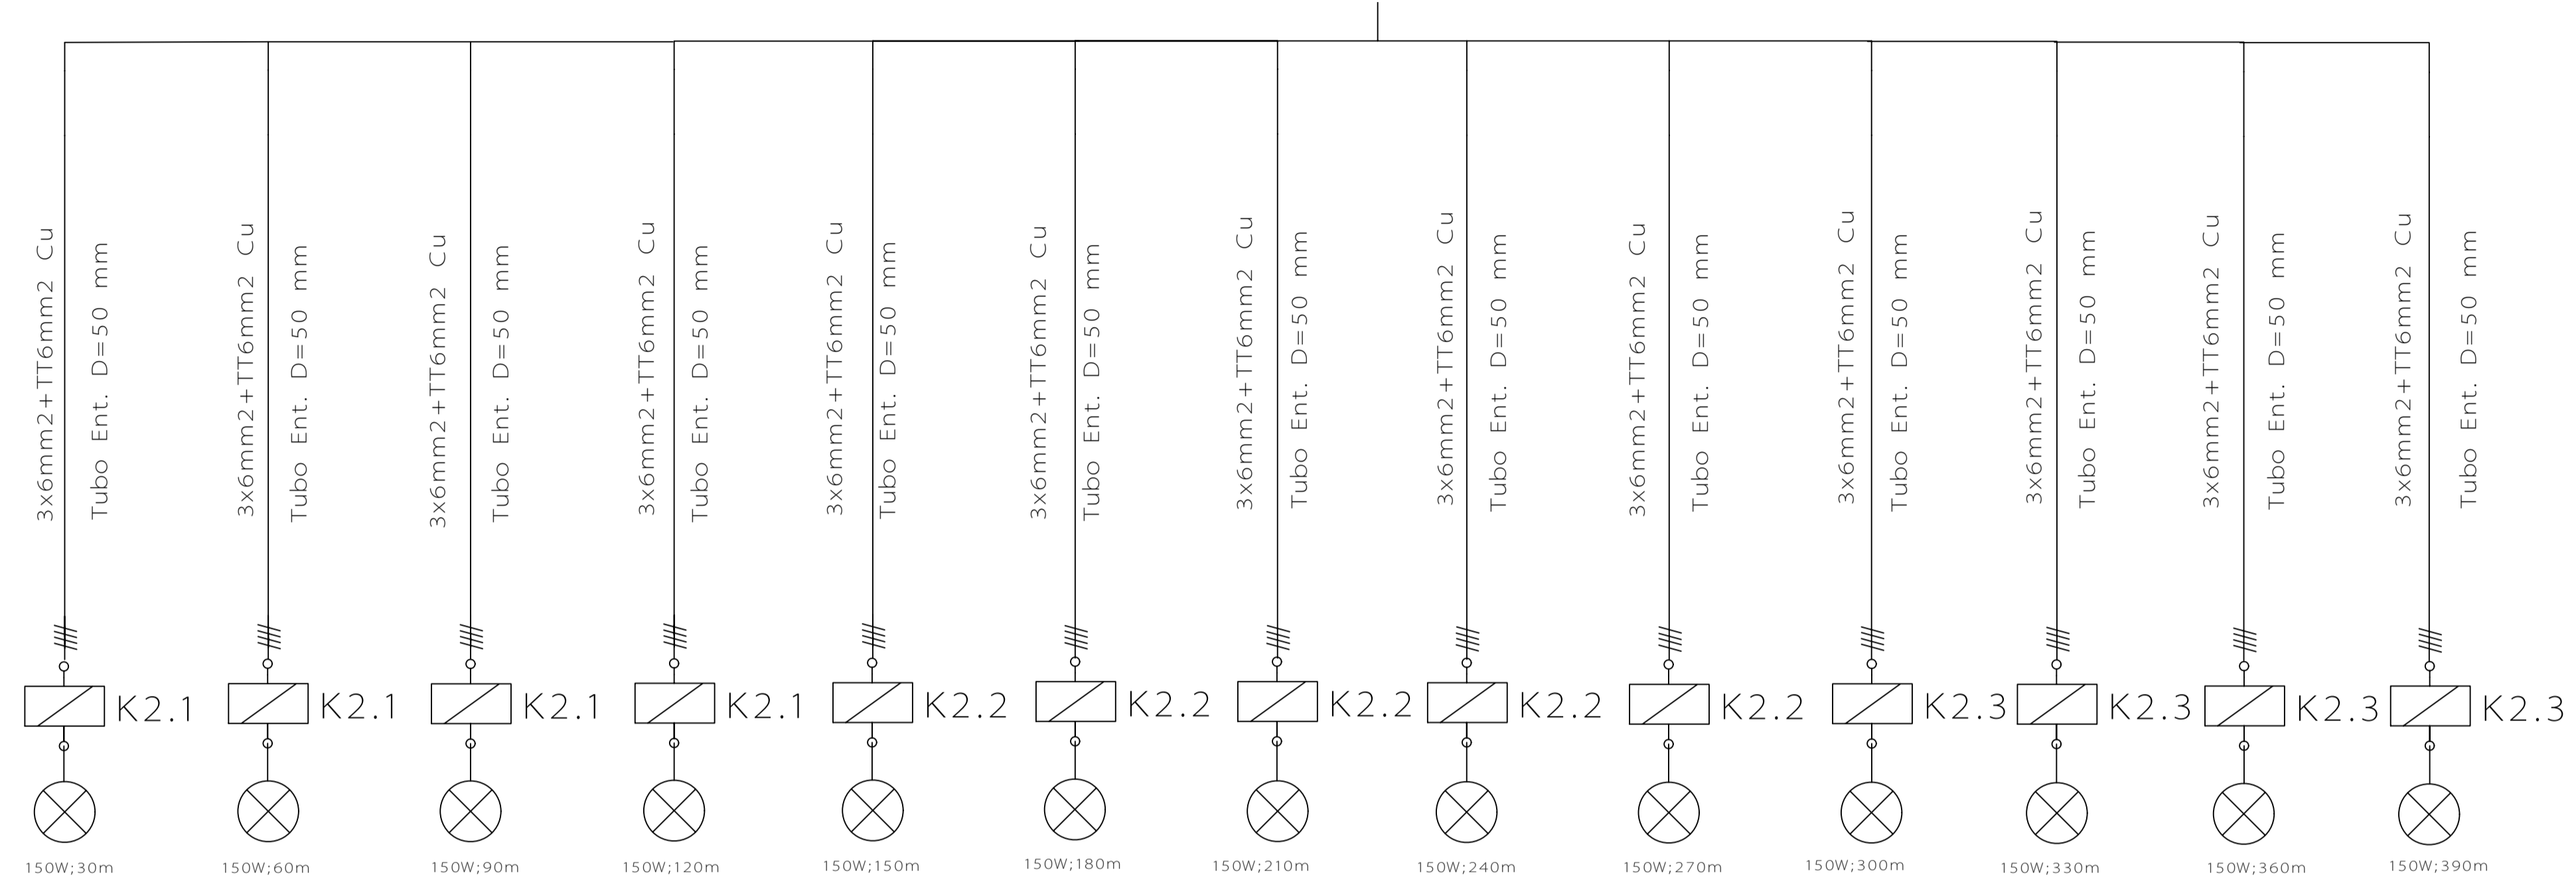 3x6mm2+TT6mm2 Cu
Tubo Ent. D=50 mm
3x6mm2+TT6mm2 Cu
Tubo Ent. D=50 mm
3x6mm2+TT6mm2 Cu
Tubo Ent. D=50 mm
3x6mm2+TT6mm2 Cu
Tubo Ent. D=50 mm
3x6mm2+TT6mm2 Cu
Tubo Ent. D=50 mm
3x6mm2+TT6mm2 Cu
Tubo Ent. D=50 mm
3x6mm2+TT6mm2 Cu
Tubo Ent. D=50 mm
3x6mm2+TT6mm2 Cu
Tubo Ent. D=50 mm
3x6mm2+TT6mm2 Cu
Tubo Ent. D=50 mm
3x6mm2+TT6mm2 Cu
Tubo Ent. D=50 mm
3x6mm2+TT6mm2 Cu
Tubo Ent. D=50 mm
3x6mm2+TT6mm2 Cu
Tubo Ent. D=50 mm
3x6mm2+TT6mm2 Cu
Tubo Ent. D=50 mm
K2.1
K2.1
K2.1
K2.1
K2.2
K2.2
K2.2
K2.2
K2.2
K2.3
K2.3
K2.3
K2.3
150W;30m
150W;60m
150W;90m
150W;120m
150W;150m
150W;180m
150W;210m
150W;240m
150W;270m
150W;300m
150W;330m
150W;360m
150W;390m